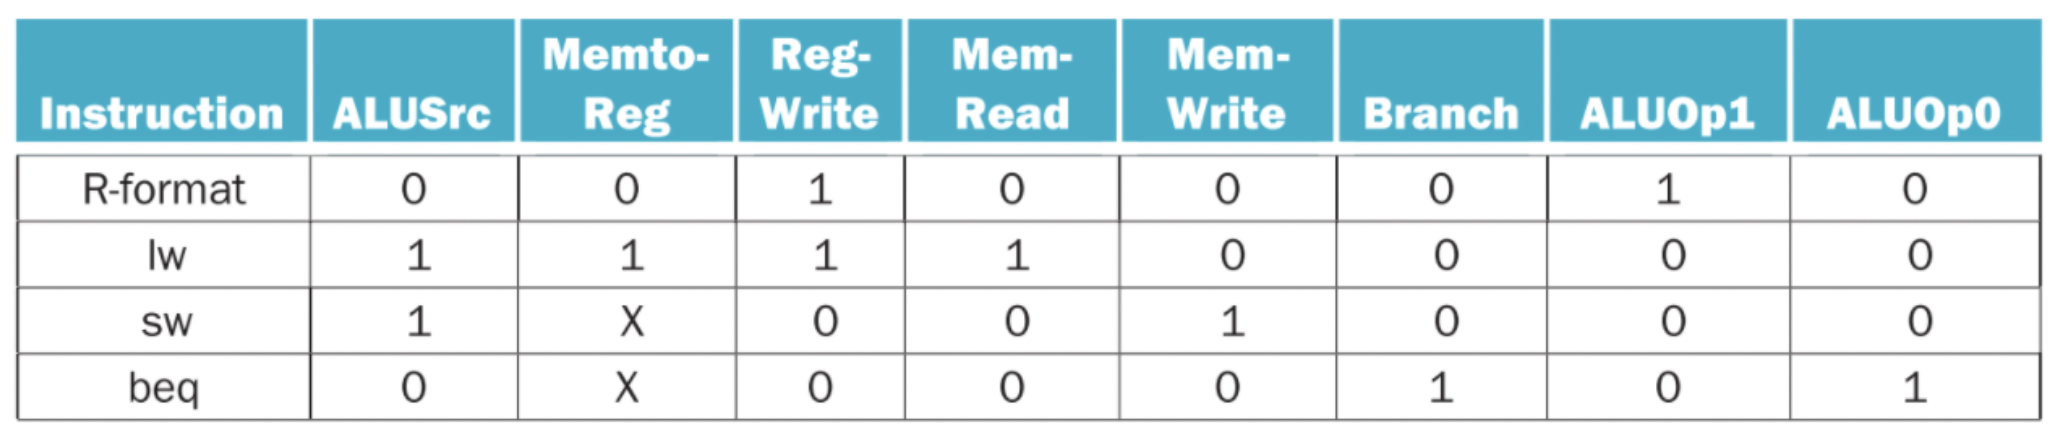 Instruction ALUSrc Memto-Reg Reg-Write Mem-Read Mem-Write Branch ALUOp1 ALUOp0
R-format 0 0 1 0 0 0 1 0
lw 1 1 1 1 0 0 0 0
sw 1 X 0 0 1 0 0 0
beq 0 X 0 0 0 1 0 1